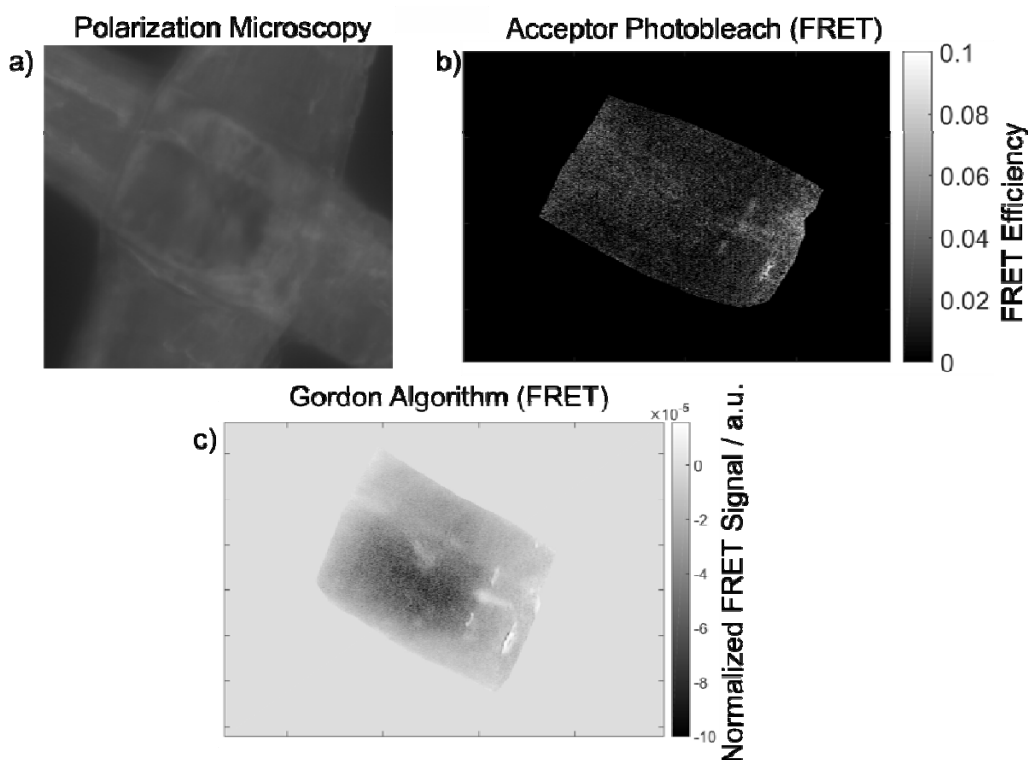 Polarization Microscopy
a)
Acceptor Photobleach (FRET)
b)
0.1
0.08
0.06
0.04
0.02
0
FRET Efficiency
Gordon Algorithm (FRET)
c)
×10⁻⁵
0
-2
-4
-6
-8
-10
Normalized FRET Signal / a.u.